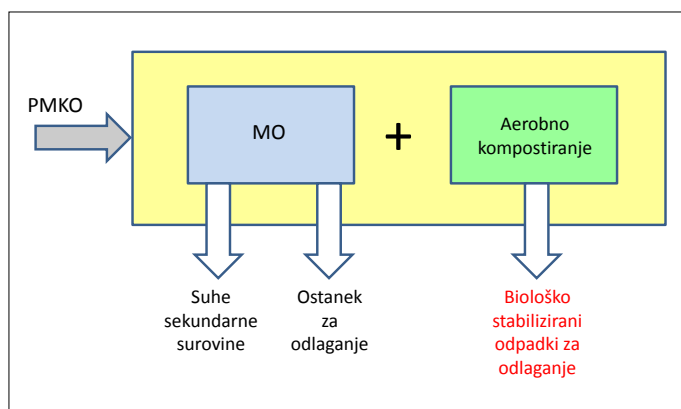 PMKO
MO
+
Aerobno
kompostiranje
Suhe
sekundarne
surovine
Ostanek
za
odlaganje
Biološko
stabilizirani
odpadki za
odlaganje